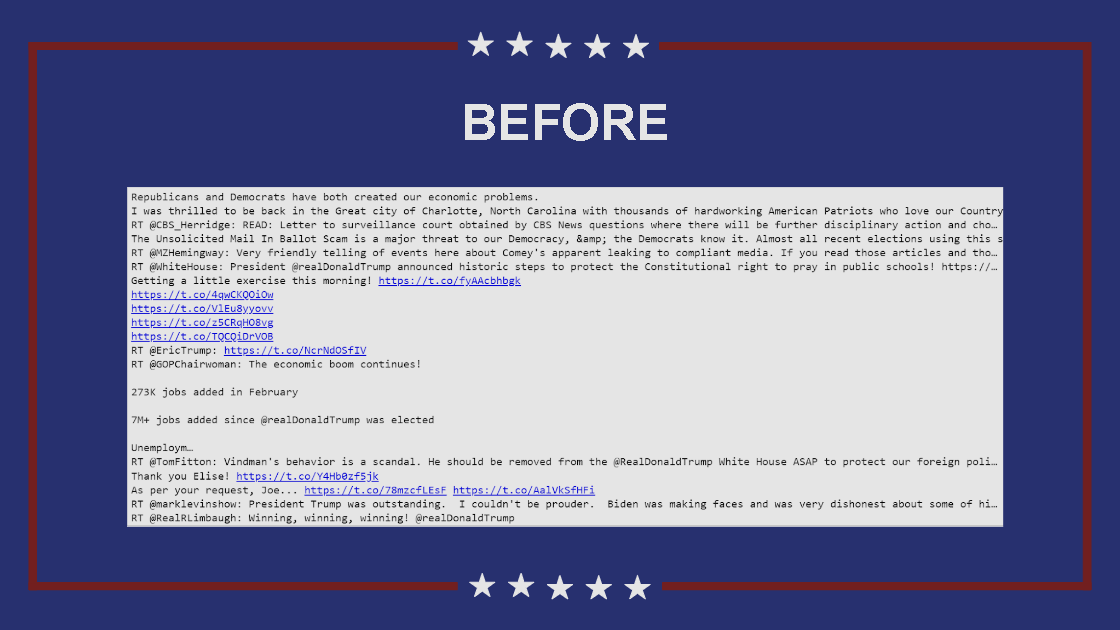 BEFORE
Republicans and Democrats have both created our economic problems.
I was thrilled to be back in the Great city of Charlotte, North Carolina with thousands of hardworking American Patriots who love our Country
RT @CBS_Herridge: READ: Letter to surveillance court obtained by CBS News questions where there will be further disciplinary action and cho…
The Unsolicited Mail In Ballot Scam is a major threat to our Democracy, &amp; the Democrats know it. Almost all recent elections using this s
RT @MZHemingway: Very friendly telling of events here about Comey's apparent leaking to compliant media. If you read those articles and tho…
RT @WhiteHouse: President @realDonaldTrump announced historic steps to protect the Constitutional right to pray in public schools! https://…
Getting a little exercise this morning! https://t.co/fyAAcbhbgk
https://t.co/4qwCKQOiOw
https://t.co/VlEu8yyovv
https://t.co/z5CRqHO8vg
https://t.co/TQCQiDrVOB
RT @EricTrump: https://t.co/NcrNdOSfIV
RT @GOPChairwoman: The economic boom continues!
273K jobs added in February
7M+ jobs added since @realDonaldTrump was elected
Unemploym…
RT @TomFitton: Vindman's behavior is a scandal. He should be removed from the @RealDonaldTrump White House ASAP to protect our foreign poli…
Thank you Elise! https://t.co/Y4Hb0zf5jk
As per your request, Joe... https://t.co/78mzcfLEsF https://t.co/AalVkSfHFi
RT @marklevinshow: President Trump was outstanding.  I couldn't be prouder.  Biden was making faces and was very dishonest about some of hi…
RT @RealRLimbaugh: Winning, winning, winning! @realDonaldTrump